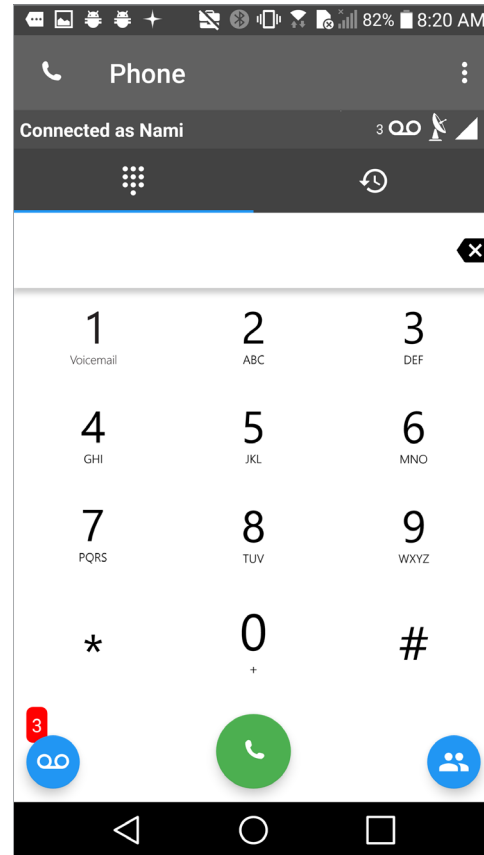 82% 8:20 AM
Phone
Connected as Nami 3
1 2 3
Voicemail ABC DEF
4 5 6
GHI JKL MNO
7 8 9
PQRS TUV WXYZ
* 0 #
+
3